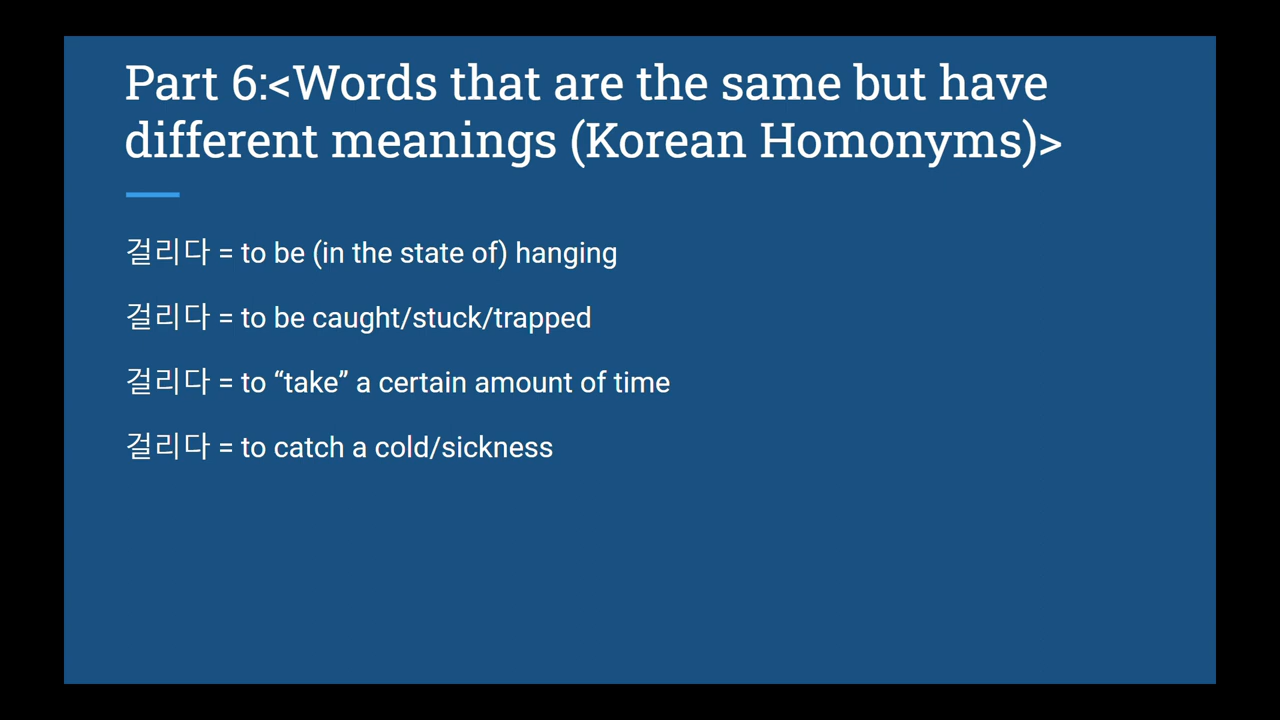 Part 6:<Words that are the same but have
different meanings (Korean Homonyms)>
걸리다 = to be (in the state of) hanging
걸리다 = to be caught/stuck/trapped
걸리다 = to “take” a certain amount of time
걸리다 = to catch a cold/sickness